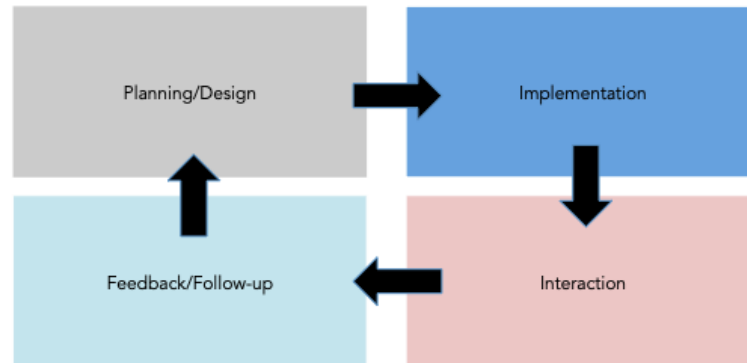 Planning/Design
Implementation
Feedback/Follow-up
Interaction